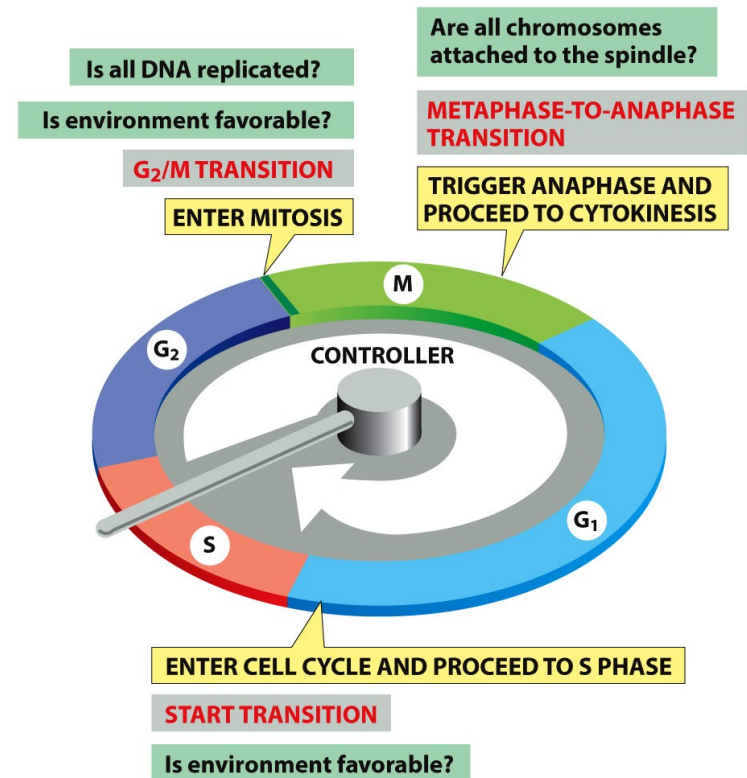 Is all DNA replicated?
Is environment favorable?
G₂/M TRANSITION
ENTER MITOSIS
Are all chromosomes
attached to the spindle?
METAPHASE-TO-ANAPHASE
TRANSITION
TRIGGER ANAPHASE AND
PROCEED TO CYTOKINESIS
M
G₂
CONTROLLER
G₁
S
ENTER CELL CYCLE AND PROCEED TO S PHASE
START TRANSITION
Is environment favorable?